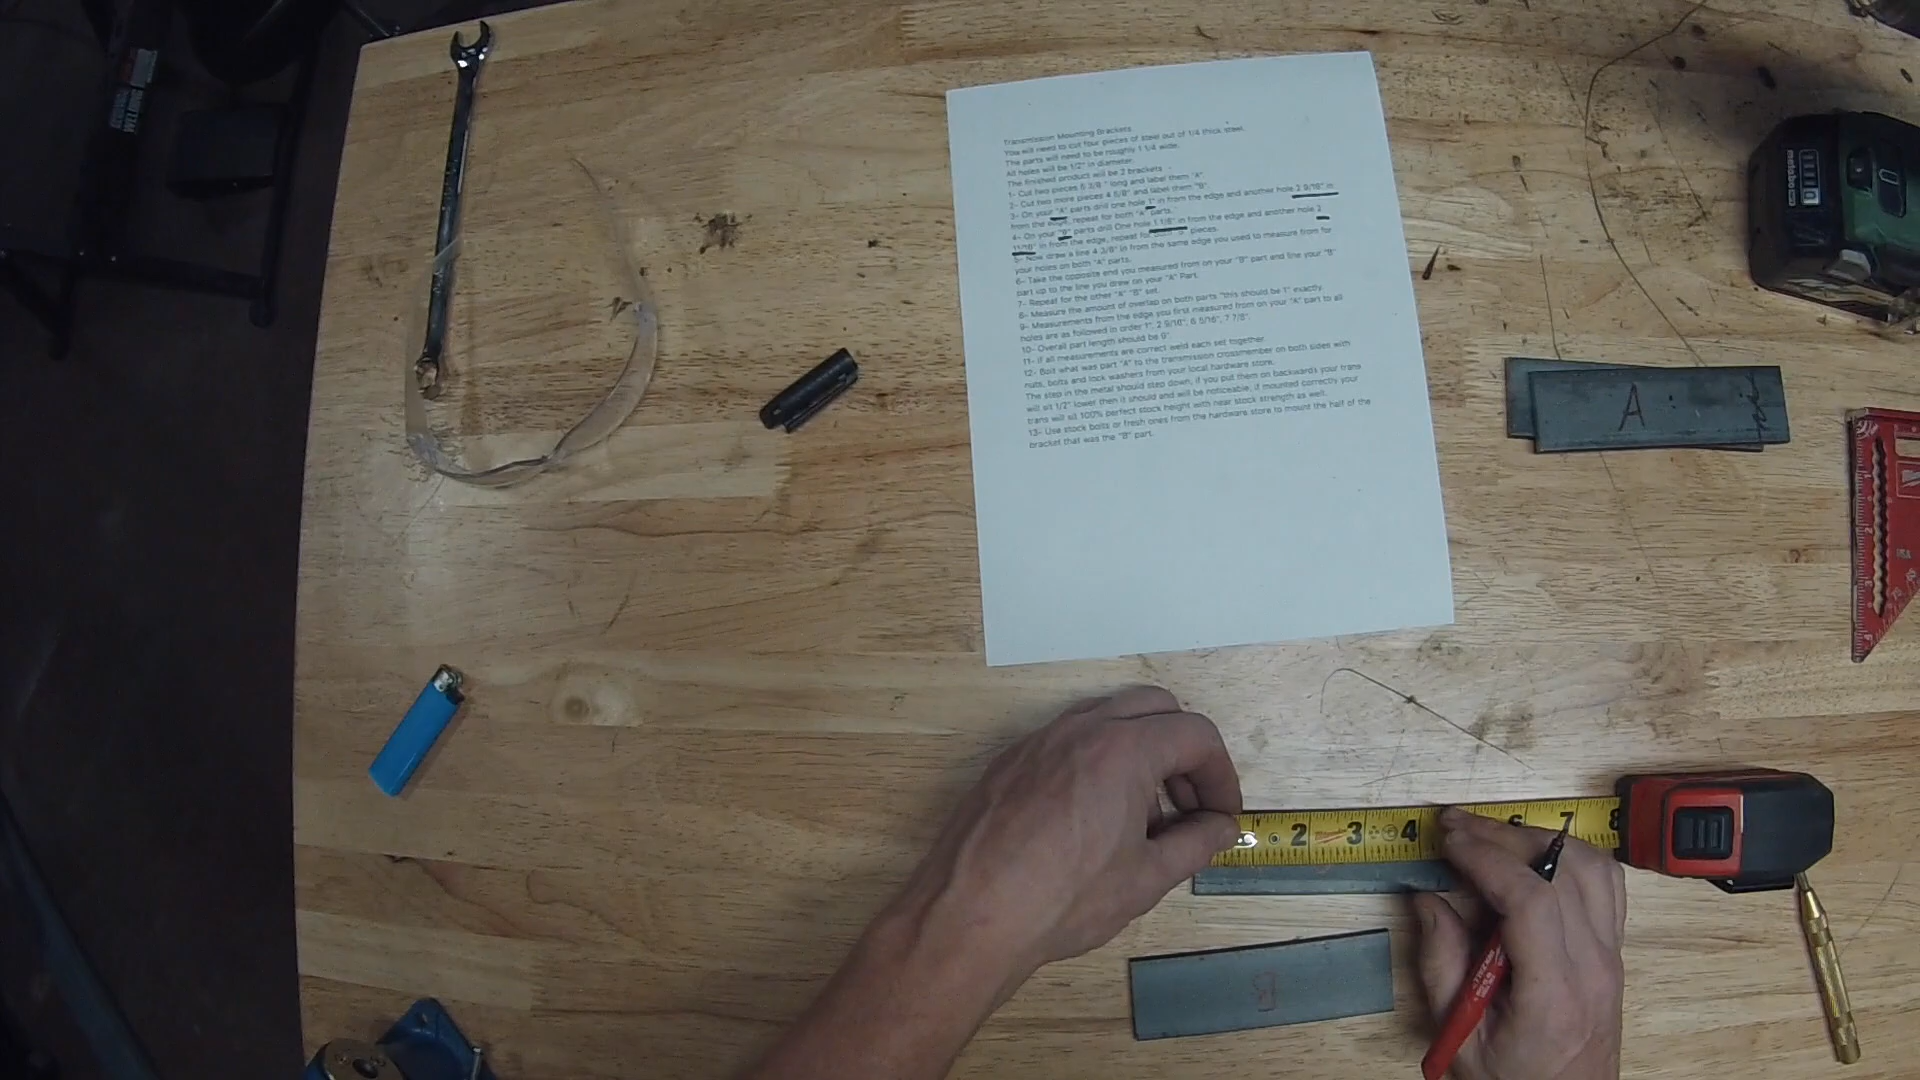 Transmission Mounting Brackets
You will need to cut four pieces of steel out of 1/4 thick steel.
The parts will need to be roughly 1 1/4 wide.
All holes will be 1/2" in diameter.
The finished product will be 2 brackets
1- Cut two pieces 5 3/8 " long and label them "A".
2- Cut two more pieces 4 5/8" and label them "B".
3- On your "A" parts drill one hole 1" in from the edge and another hole 2 9/16" in
from the edge, repeat for both "A" parts.
4- On your "B" parts drill One hole 1 1/8" in from the edge and another hole 2
11/16" in from the edge, repeat for pieces.
5- Now draw a line 4 3/8" in from the same edge you used to measure from for
your holes on both "A" parts.
6- Take the opposite end you measured from on your "B" part and line your "B"
part up to the line you drew on your "A" Part.
7- Repeat for the other "A" "B" set.
8- Measure the amount of overlap on both parts "this should be 1" exactly.
9- Measurements from the edge you first measured from on your "A" part to all
holes are as followed in order 1", 2 9/16", 6 5/16", 7 7/8".
10- Overall part length should be 9".
11- if all measurements are correct weld each set together.
12- Bolt what was part "A" to the transmission crossmember on both sides with
nuts, bolts and lock washers from your local hardware store.
The step in the metal should step down, if you put them on backwards your trans
will sit 1/2" lower then it should and will be noticeable, if mounted correctly your
trans will sit 100% perfect stock height with near stock strength as well.
13- Use stock bolts or fresh ones from the hardware store to mount the half of the
bracket that was the "B" part.
metabo
A
2 3 4 6 7 8
B